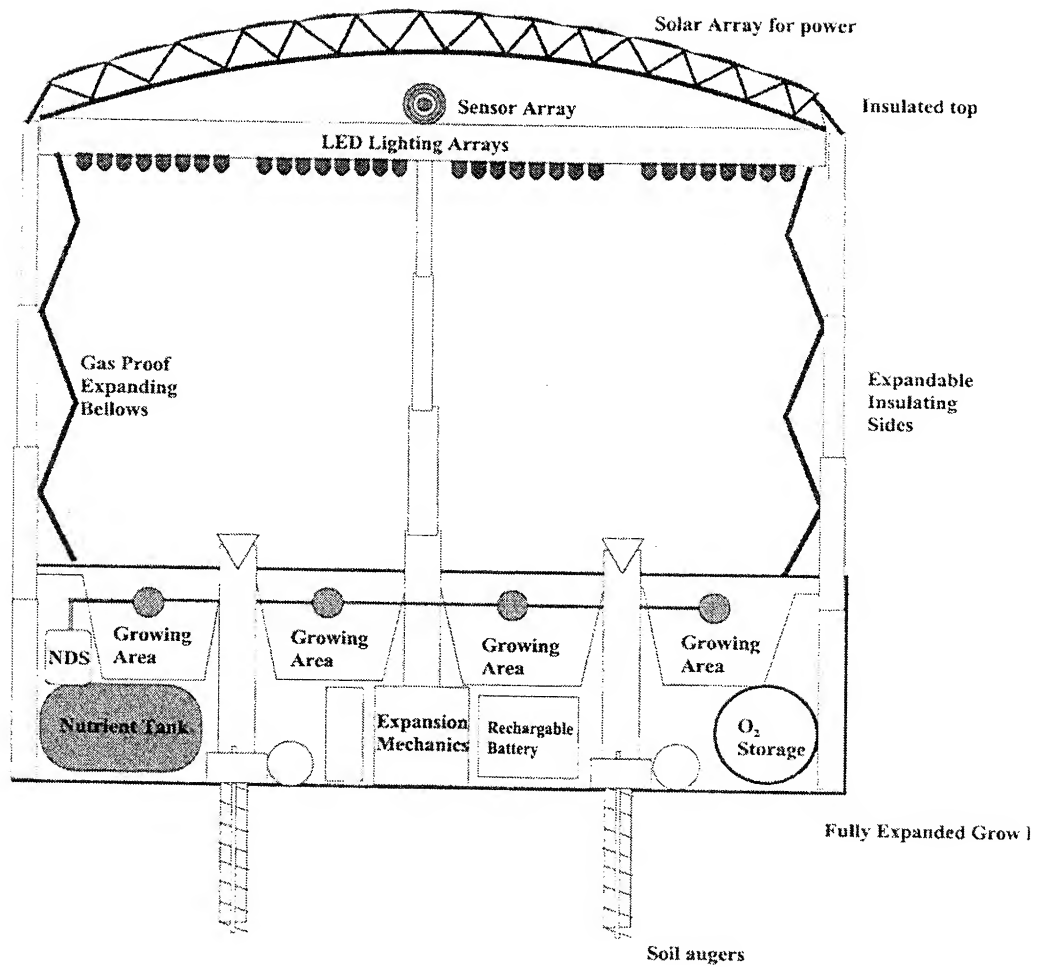 Solar Array for power
Sensor Array
Insulated top
LED Lighting Arrays
Gas Proof
Expanding
Bellows
Expandable
Insulating
Sides
Growing
Area
Growing
Area
Growing
Area
Growing
Area
NDS
Nutrient Tank
Expansion
Mechanics
Rechargable
Battery
O₂
Storage
Fully Expanded Grow
Soil augers